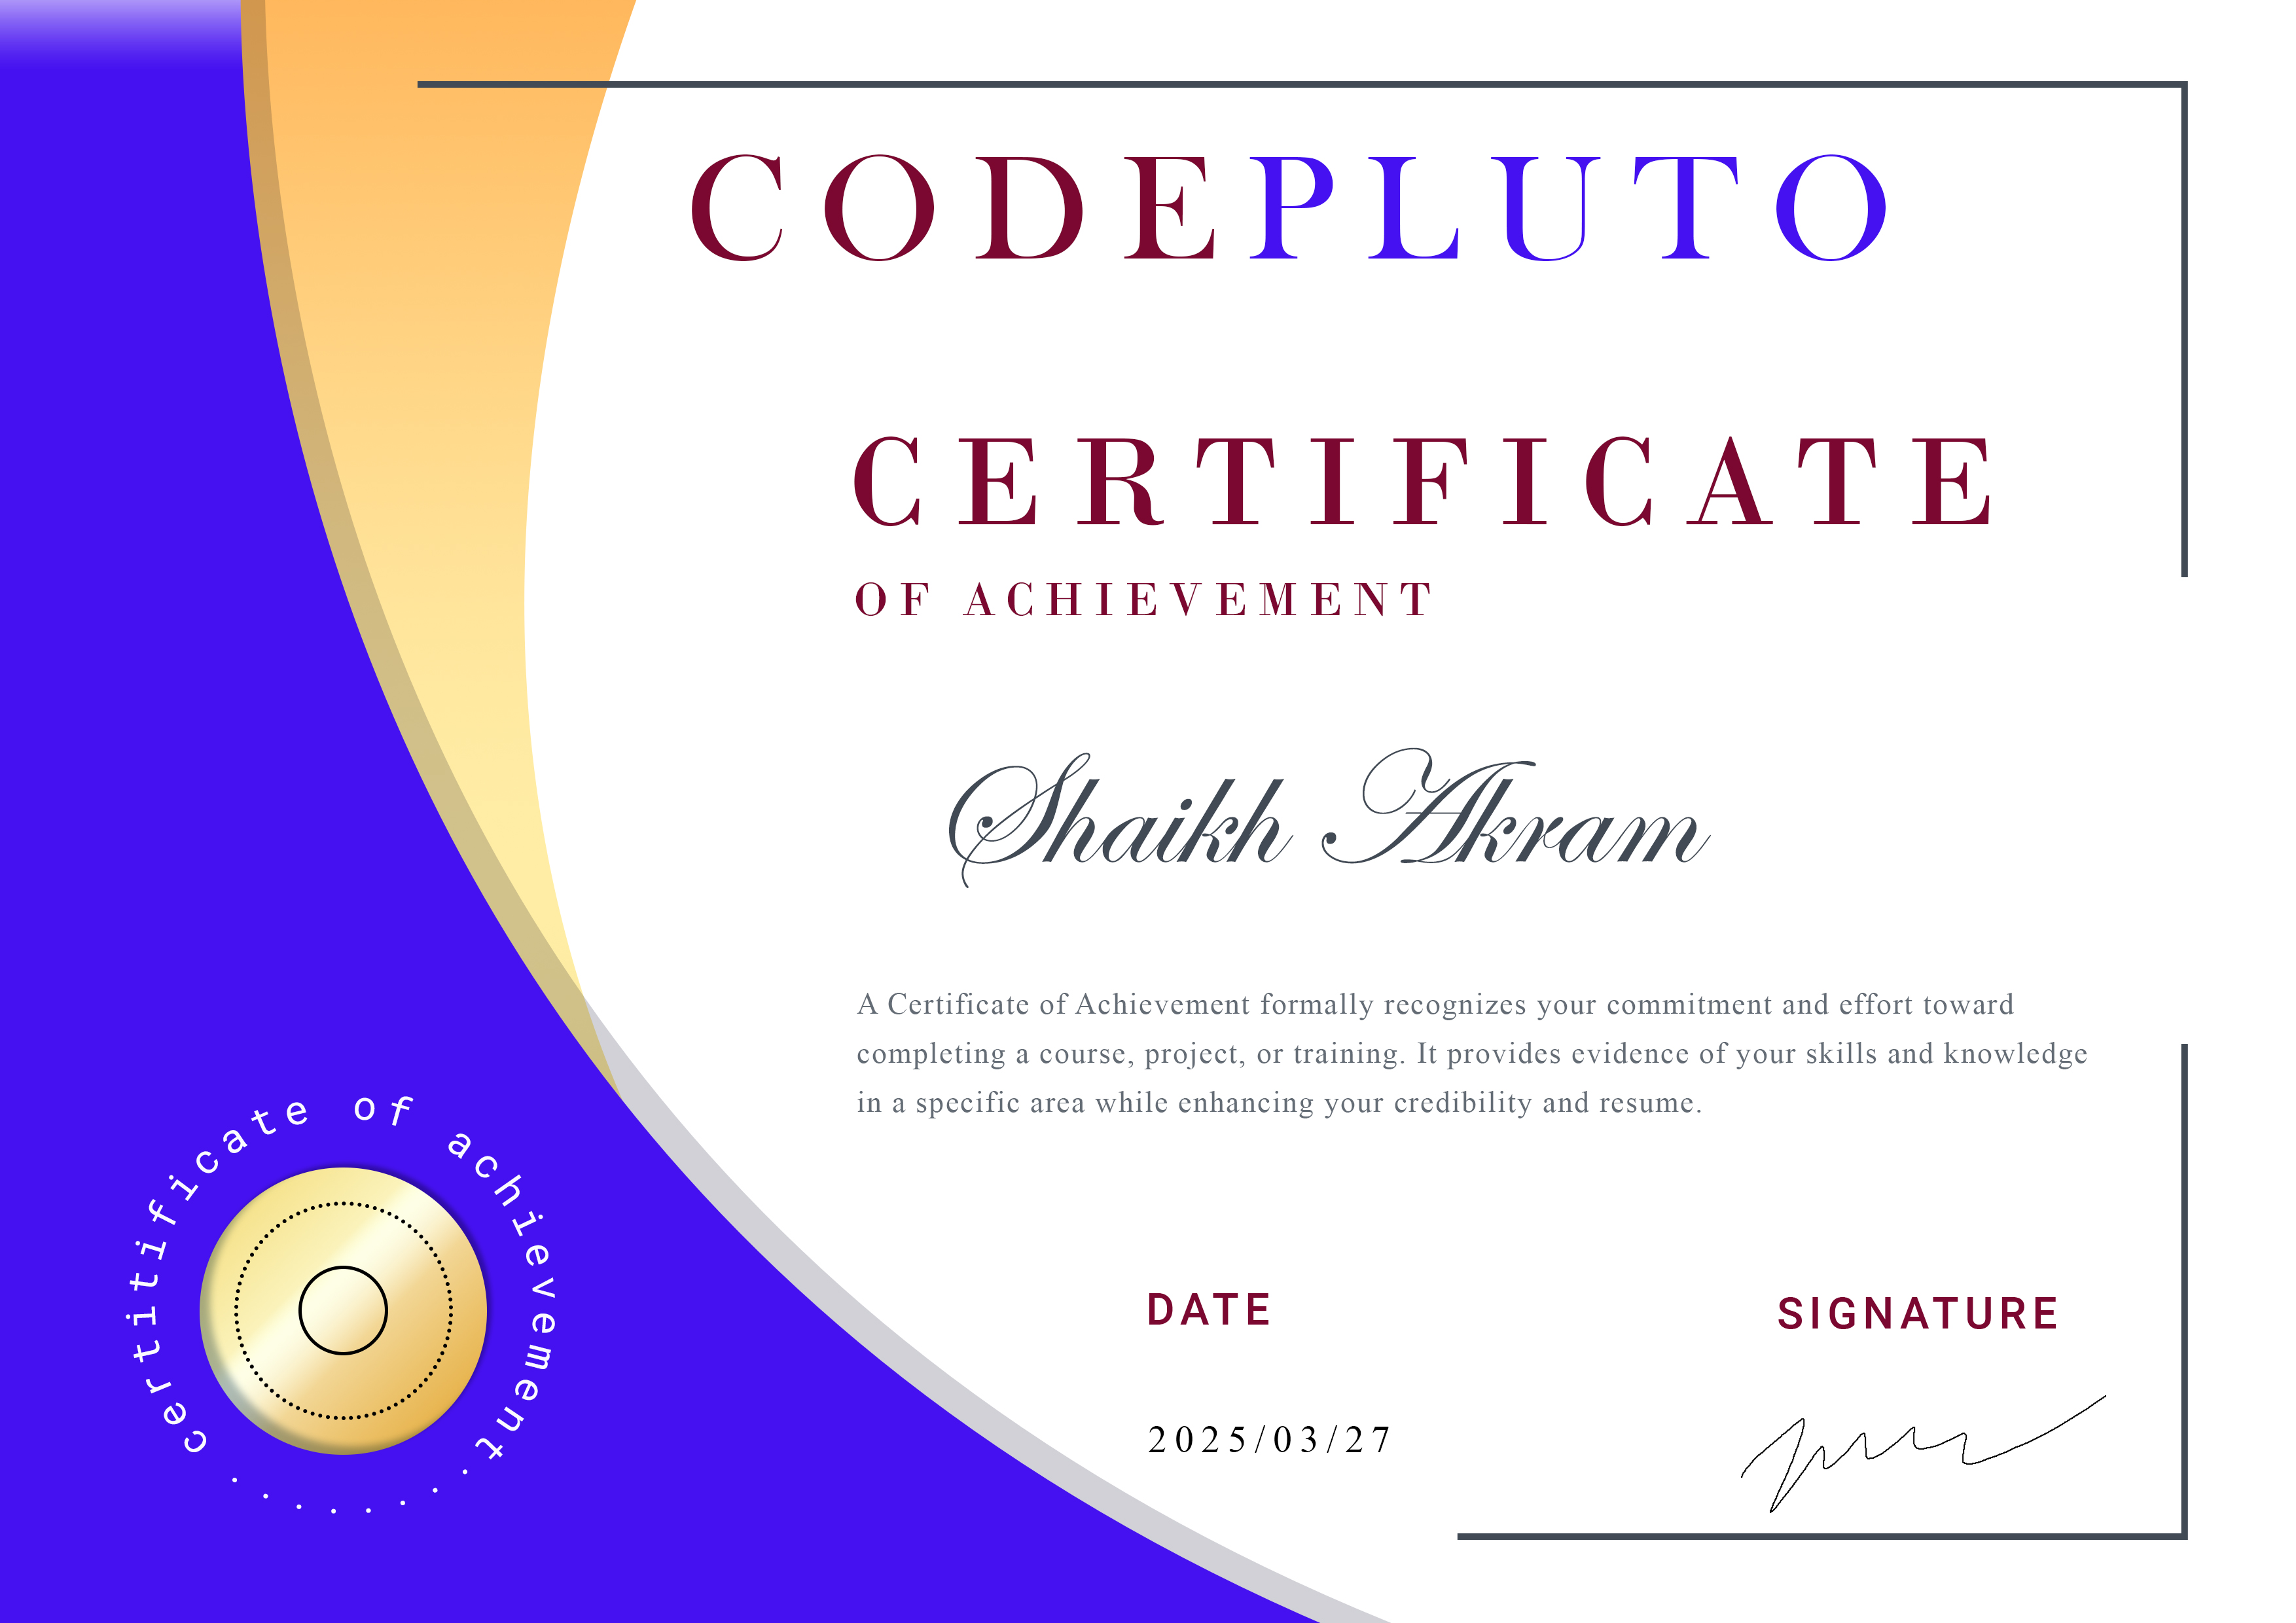 CODEPLUTO
CERTIFICATE
OF ACHIEVEMENT
Shaikh Akram
A Certificate of Achievement formally recognizes your commitment and effort toward
completing a course, project, or training. It provides evidence of your skills and knowledge
in a specific area while enhancing your credibility and resume.
certitificate of achievement........
DATE
SIGNATURE
2025/03/27